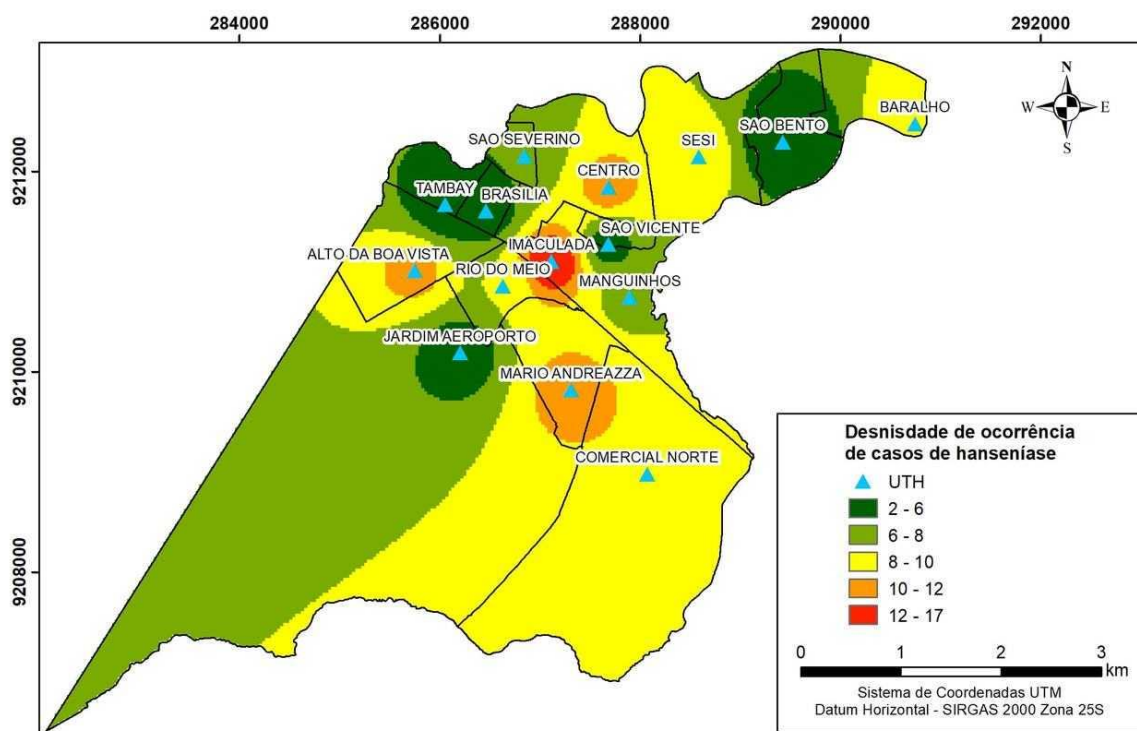 284000 286000 288000 290000 292000
N
W E
S
BARALHO
SAO BENTO
SAO SEVERINO
SESI
9212000
CENTRO
TAMBAY
BRASILIA
SAO VICENTE
IMACULADA
ALTO DA BOA VISTA
RIO DO MEIO
MANGUINHOS
JARDIM AEROPORTO
9210000
MARIO ANDREAZZA
COMERCIAL NORTE
9208000
Desnisdade de ocorrência
de casos de hanseníase
UTH
2 - 6
6 - 8
8 - 10
10 - 12
12 - 17
0 1 2 3
km
Sistema de Coordenadas UTM
Datum Horizontal - SIRGAS 2000 Zona 25S